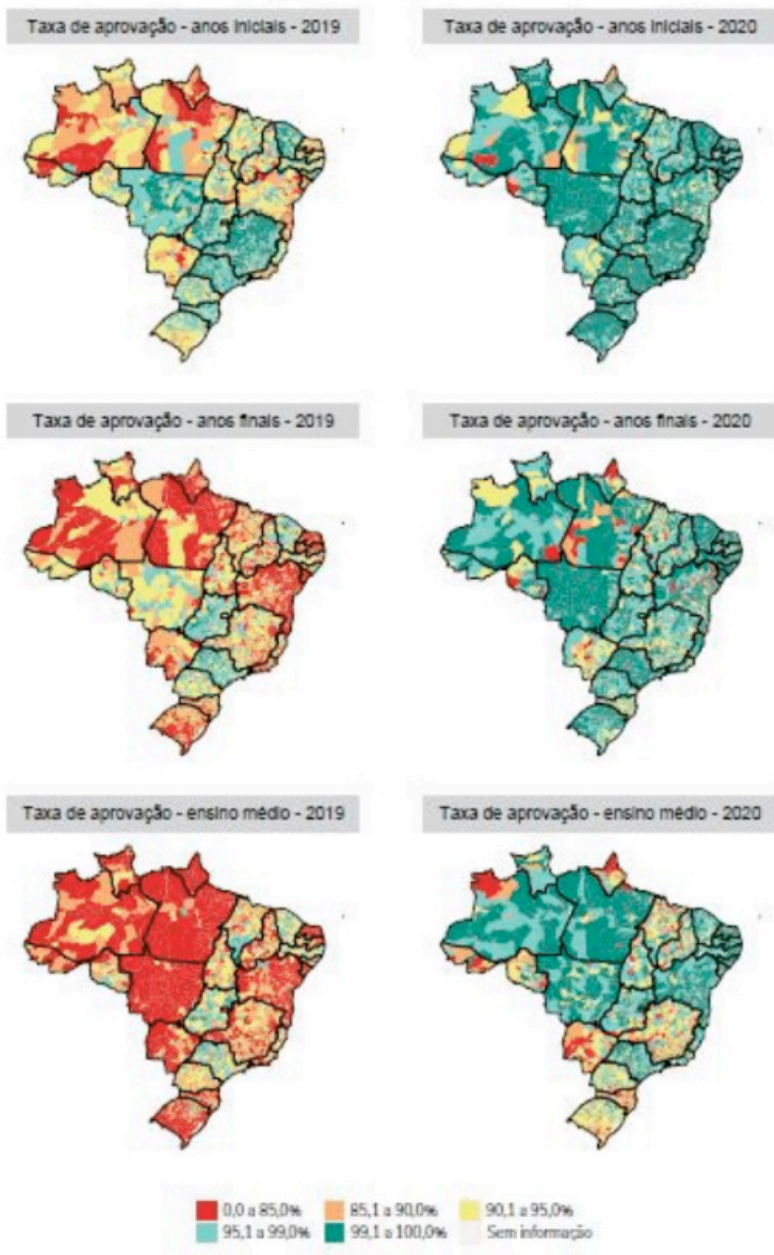 Taxa de aprovação - anos iniciais - 2019
Taxa de aprovação - anos iniciais - 2020
Taxa de aprovação - anos finais - 2019
Taxa de aprovação - anos finais - 2020
Taxa de aprovação - ensino médio - 2019
Taxa de aprovação - ensino médio - 2020
0,0 a 85,0% 85,1 a 90,0% 90,1 a 95,0%
95,1 a 99,0% 99,1 a 100,0% Sem informação